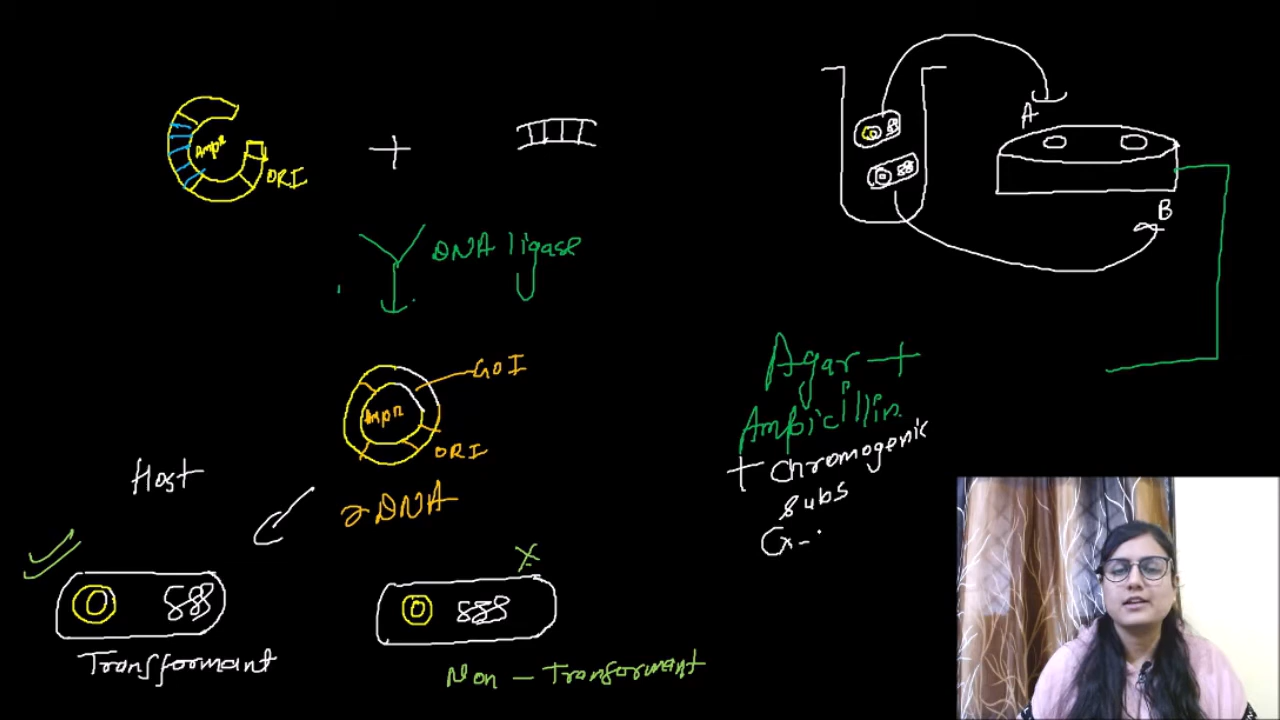 AmpR
ORI
+
DNA ligase
GOI
AmpR
ORI
rDNA
Host
Transformant
Non - Transformant
A
B
Agar +
Ampicillin
+ Chromogenic
subs